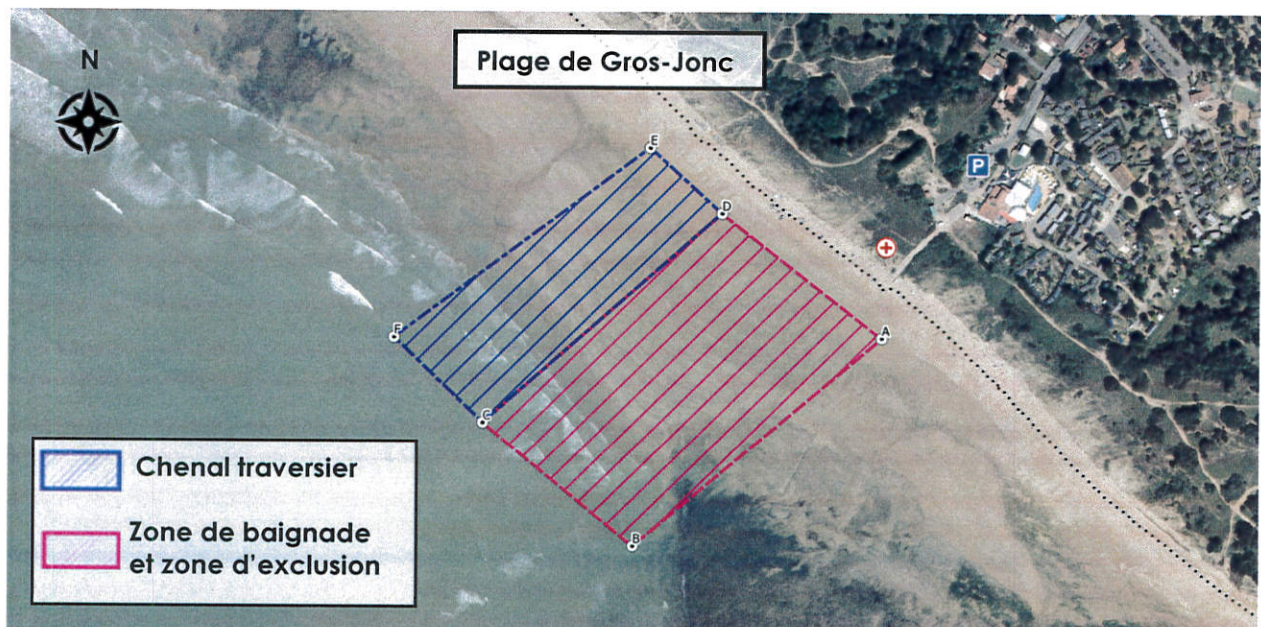 Plage de Gros-Jonc
N
E
D
P
A
F
C
B
Chenal traversier
Zone de baignade
et zone d'exclusion